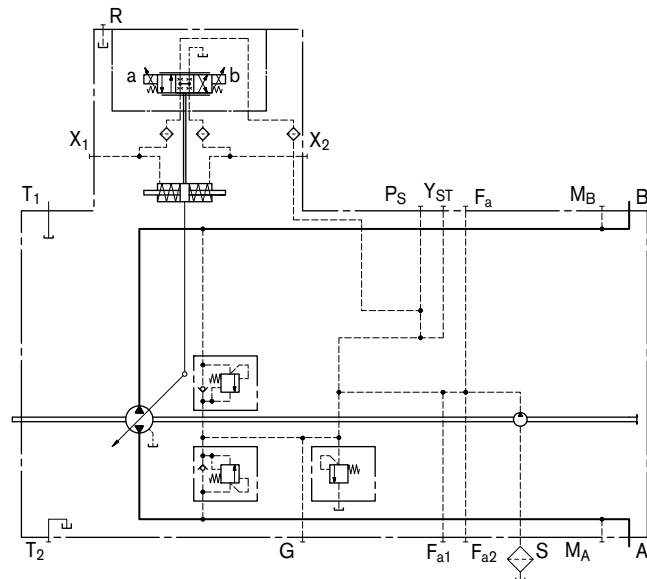 R
a b
X1 X2
T1 PS YST Fa MB B
T2 G Fa1 Fa2 S MA A